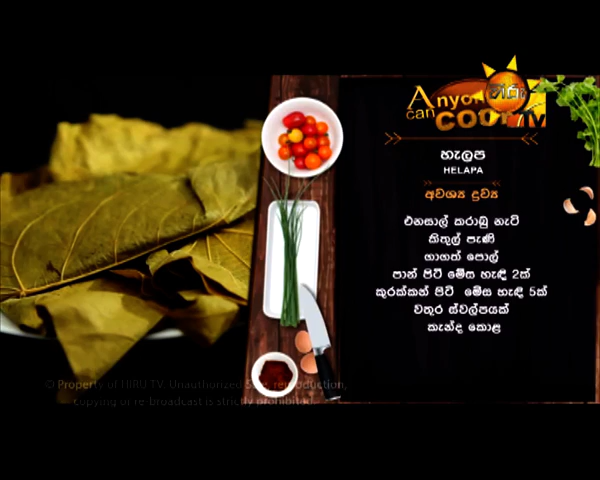 හිරු
Anyone
can
COOK
හැලප
HELAPA
අවශ්‍ය ද්‍රව්‍ය
එනසාල් කරාබු නැටි
කිතුල් පැණි
ගාගත් පොල්
පාන් පිටි මේස හැඳි 2ක්
කුරක්කන් පිටි මේස හැඳි 5ක්
වතුර ස්වල්පයක්
කැන්ද කොළ
© Property of HIRU TV. Unauthorized Use, reproduction,
copying or re-broadcast is strictly prohibited.